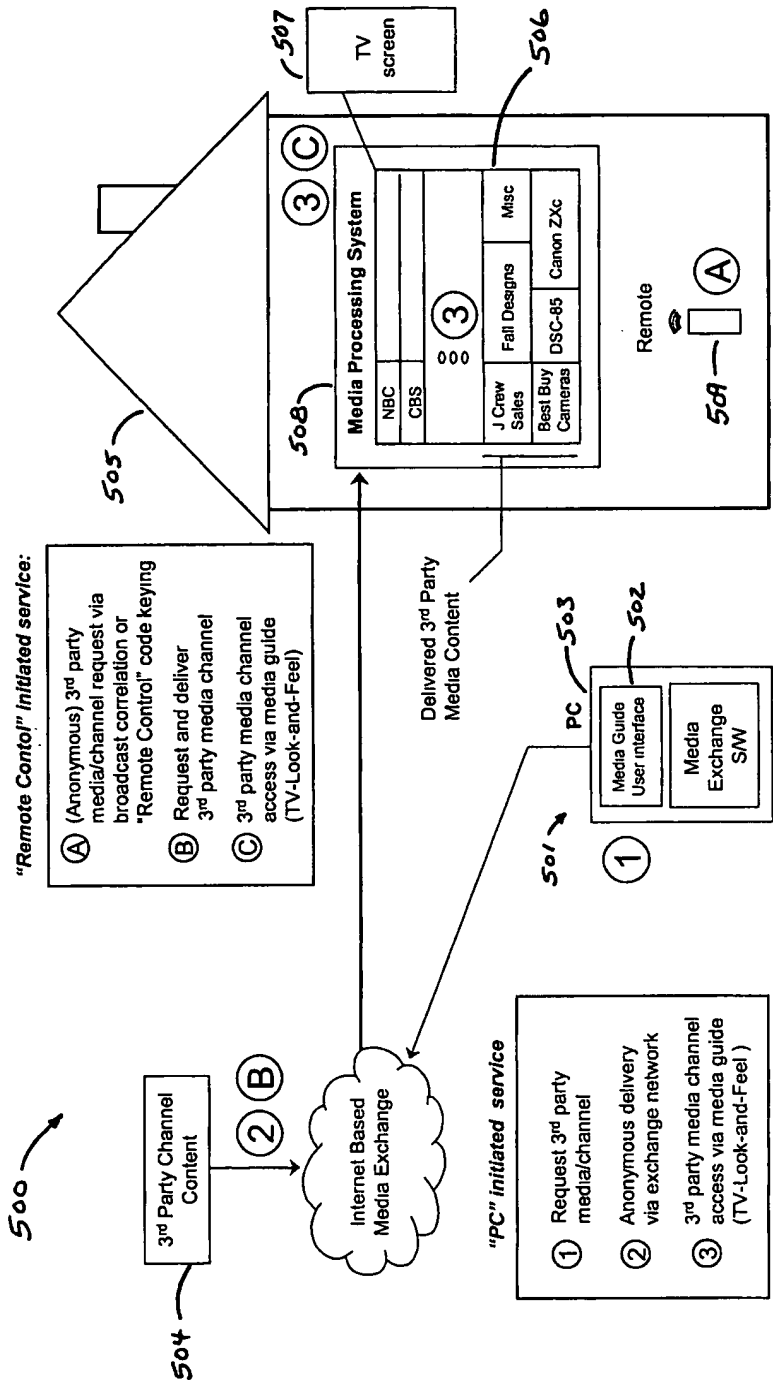 500
504
3rd Party Channel
Content
2 B
Internet Based
Media Exchange
"PC" initiated service
1 Request 3rd party
media/channel
2 Anonymous delivery
via exchange network
3 3rd party media channel
access via media guide
(TV-Look-and-Feel )
"Remote Contol" initiated service:
A (Anonymous) 3rd party
media/channel request via
broadcast correlation or
"Remote Control" code keying
B Request and deliver
3rd party media channel
C 3rd party media channel
access via media guide
(TV-Look-and-Feel)
Delivered 3rd Party
Media Content
501
1
PC
503
502
Media Guide
User interface
Media
Exchange
S/W
505
3 C
508
Media Processing System
NBC
CBS
3
J Crew
Sales
Fall Designs
Misc
Best Buy
Cameras
DSC-85
Canon ZXc
507
TV
screen
506
Remote
509
A